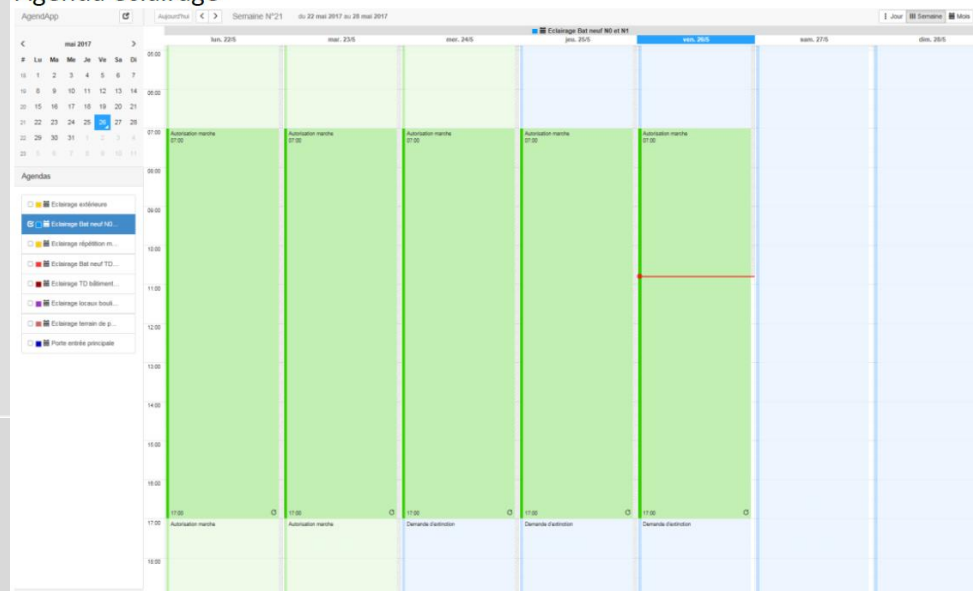 Agenda éclairage
AgendApp
Aujourd'hui < > Semaine N°21 du 22 mai 2017 au 28 mai 2017
Jour Semaine Mois
Eclairage Bat neuf N0 et N1
lun. 22/5 mar. 23/5 mer. 24/5 jeu. 25/5 ven. 26/5 sam. 27/5 dim. 28/5
< mai 2017 >
# Lu Ma Me Je Ve Sa Di
18 1 2 3 4 5 6 7
19 8 9 10 11 12 13 14
20 15 16 17 18 19 20 21
21 22 23 24 25 26 27 28
22 29 30 31 1 2 3 4
23 5 6 7 8 9 10 11
Agendas
Eclairage extérieure
Eclairage Bat neuf N0...
Eclairage répétition m...
Eclairage Bat neuf TD...
Eclairage TD bâtiment...
Eclairage locaux bouli...
Eclairage terrain de p...
Porte entrée principale
05:00
06:00
07:00
08:00
09:00
10:00
11:00
12:00
13:00
14:00
15:00
16:00
17:00
18:00
Autorisation marche Autorisation marche Autorisation marche Autorisation marche Autorisation marche
07:00 07:00 07:00 07:00 07:00
17:00 17:00 17:00 17:00 17:00
Autorisation marche Autorisation marche Demande d'extinction Demande d'extinction Demande d'extinction